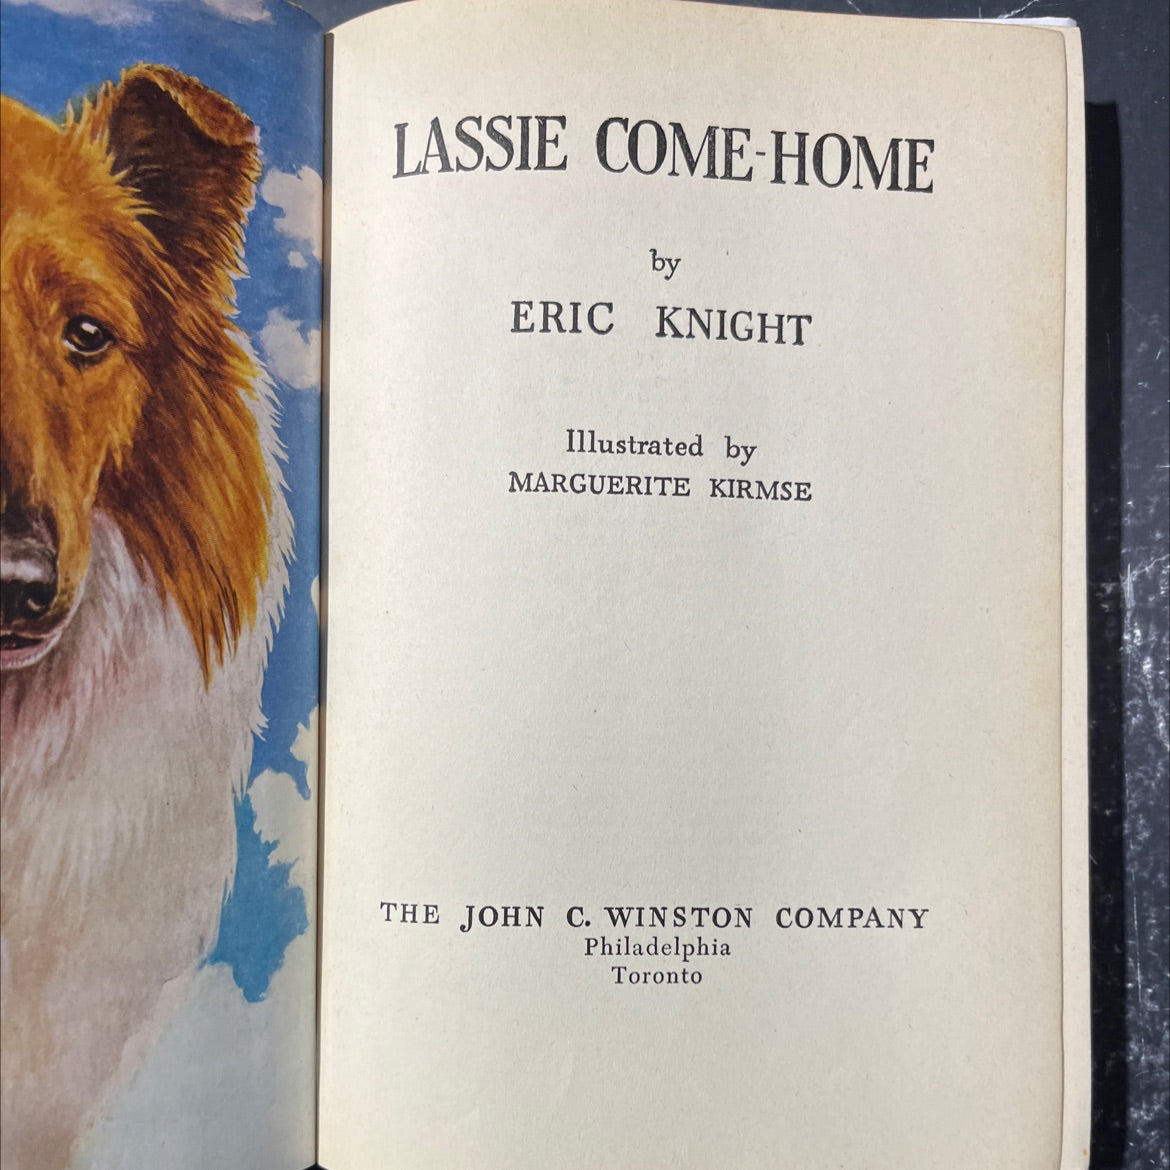 LASSIE COME-HOME
by
ERIC KNIGHT
Illustrated by
MARGUERITE KIRMSE
THE JOHN C. WINSTON COMPANY
Philadelphia
Toronto